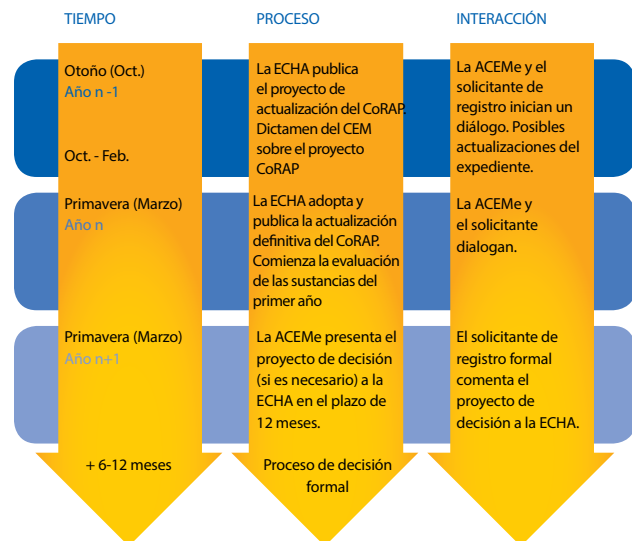 TIEMPO
PROCESO
INTERACCIÓN
Otoño (Oct.)
Año n -1
Oct. - Feb.
La ECHA publica
el proyecto de
actualización del CoRAP.
Dictamen del CEM
sobre el proyecto
CoRAP
La ACEMe y el
solicitante de
registro inician un
diálogo. Posibles
actualizaciones del
expediente.
Primavera (Marzo)
Año n
La ECHA adopta y
publica la actualización
definitiva del CoRAP.
Comienza la evaluación
de las sustancias del
primer año
La ACEMe y
el solicitante
dialogan.
Primavera (Marzo)
Año n+1
La ACEMe presenta el
proyecto de decisión
(si es necesario) a la
ECHA en el plazo de
12 meses.
El solicitante de
registro formal
comenta el
proyecto de
decisión a la ECHA.
+ 6-12 meses
Proceso de decisión
formal